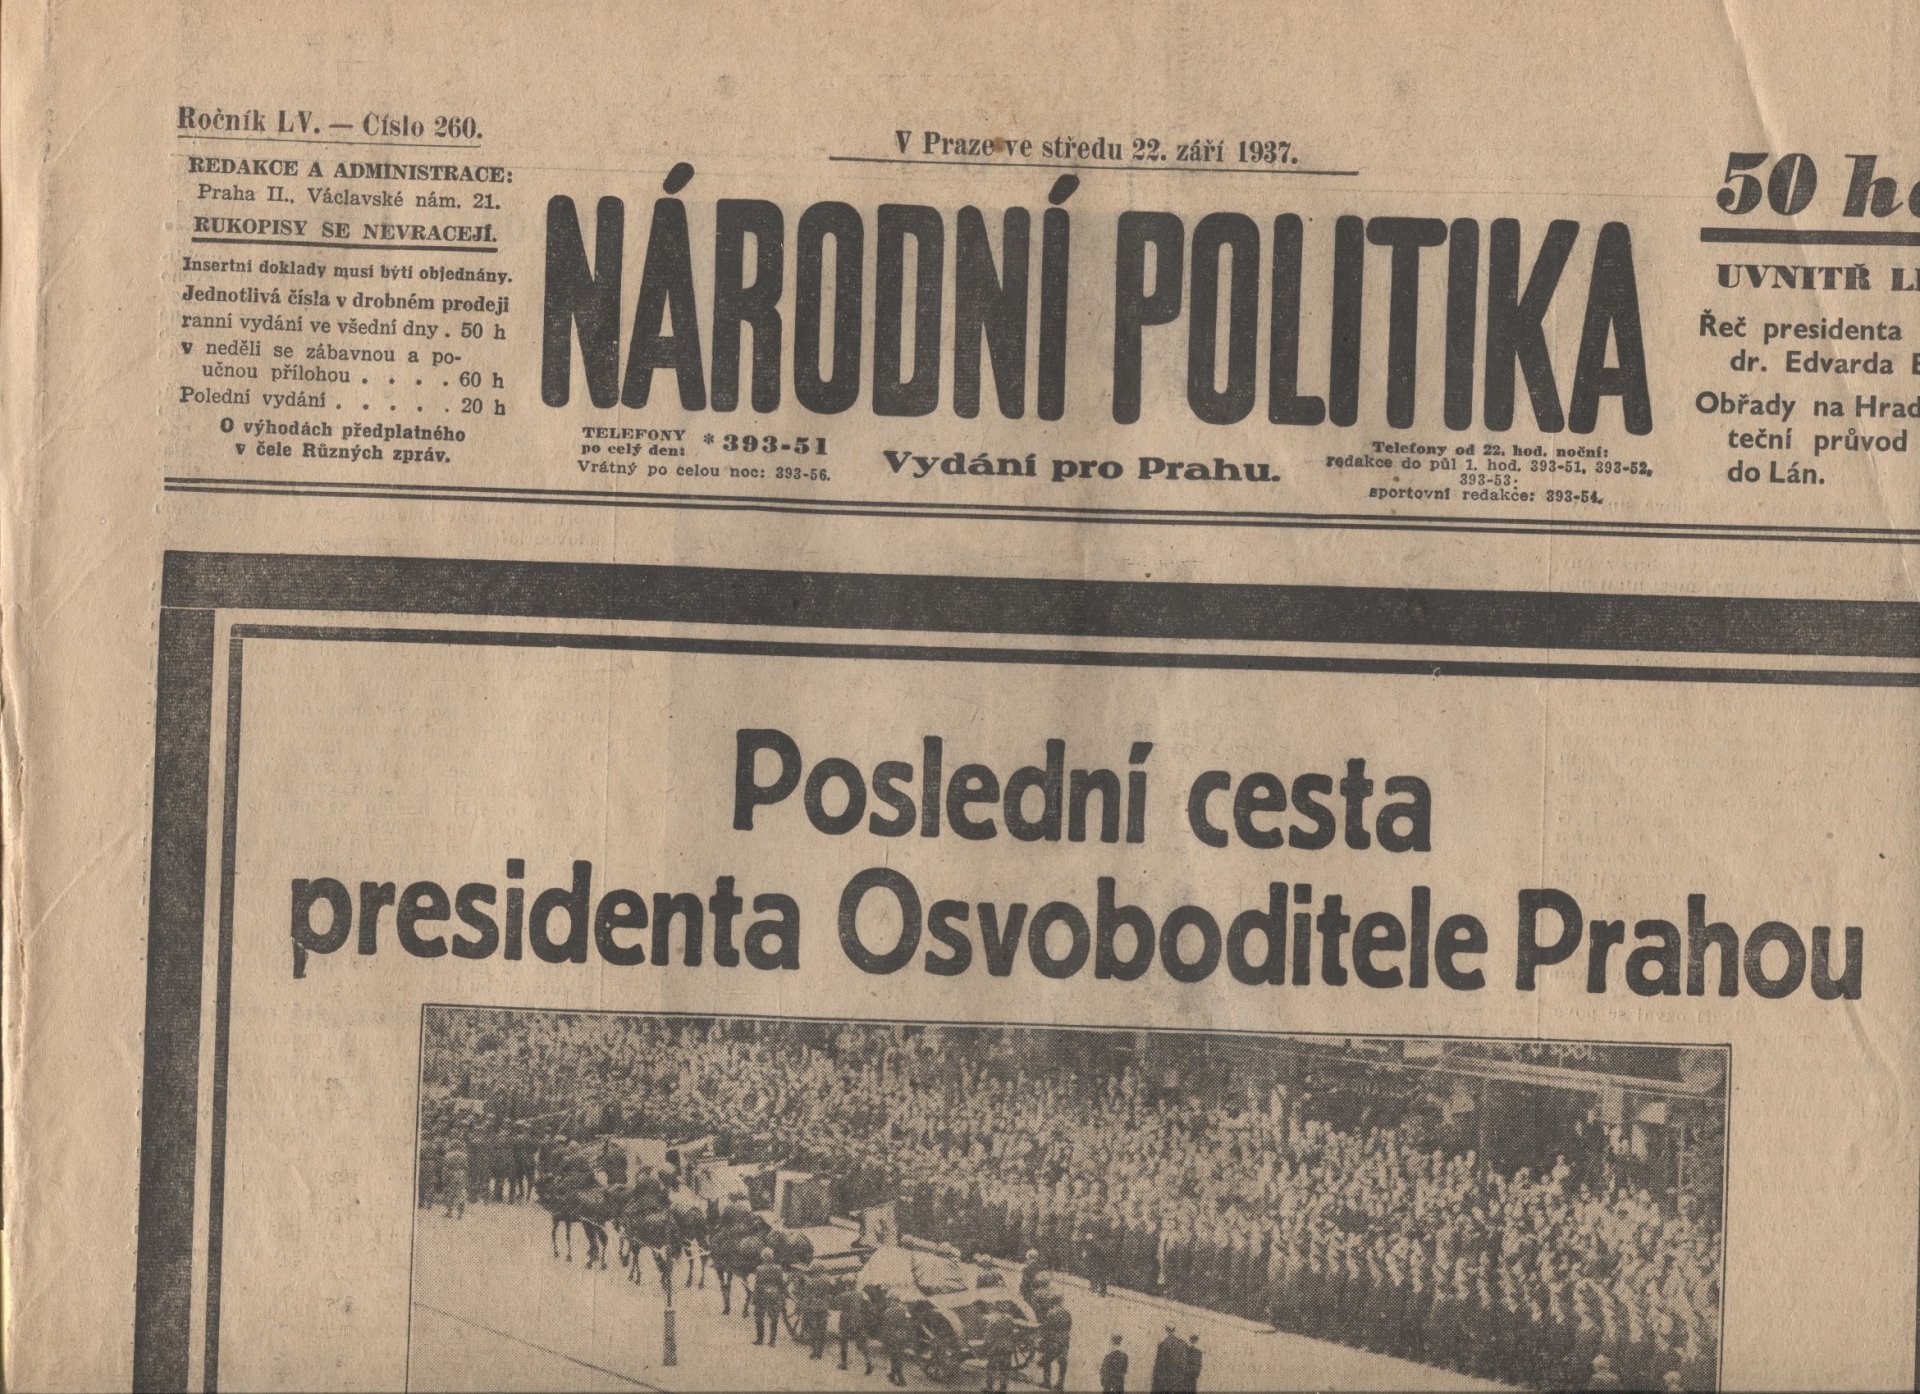 Ročník LV. — Číslo 260.
V Praze ve středu 22. září 1937.
REDAKCE A ADMINISTRACE:
Praha II., Václavské nám. 21.
RUKOPISY SE NEVRACEJÍ.
Insertní doklady musí býti objednány.
Jednotlivá čísla v drobném prodeji
ranní vydání ve všední dny . 50 h
v neděli se zábavnou a po-
učnou přílohou . . . . 60 h
Polední vydání . . . . . 20 h
O výhodách předplatného
v čele Různých zpráv.
NÁRODNÍ POLITIKA
TELEFONY
po celý den: * 393-51
Vrátný po celou noc: 393-56.
Vydání pro Prahu.
Telefony od 22. hod. noční:
redakce do půl 1. hod. 393-51, 393-52,
393-53;
sportovní redakce: 393-54.
50
UVNITŘ
Řeč presidenta
dr. Edvarda
Obřady na
teční průvod
do Lán.
Poslední cesta
presidenta Osvoboditele Prahou